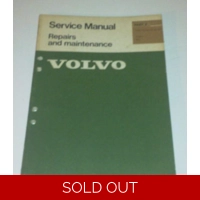 Service Manual
Repairs
and maintenance
VOLVO
SOLD OUT